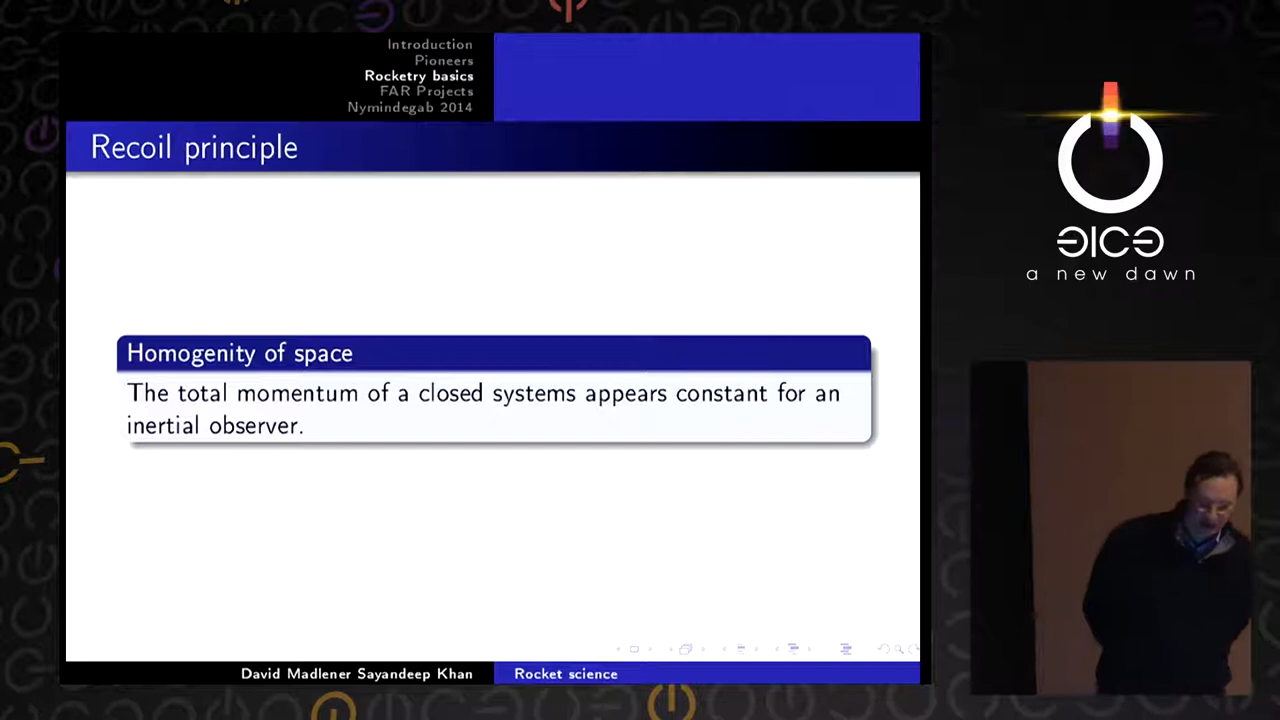 Introduction
Pioneers
Rocketry basics
FAR Projects
Nymindegab 2014
Recoil principle
Homogenity of space
The total momentum of a closed systems appears constant for an
inertial observer.
David Madlener Sayandeep Khan
Rocket science
a new dawn